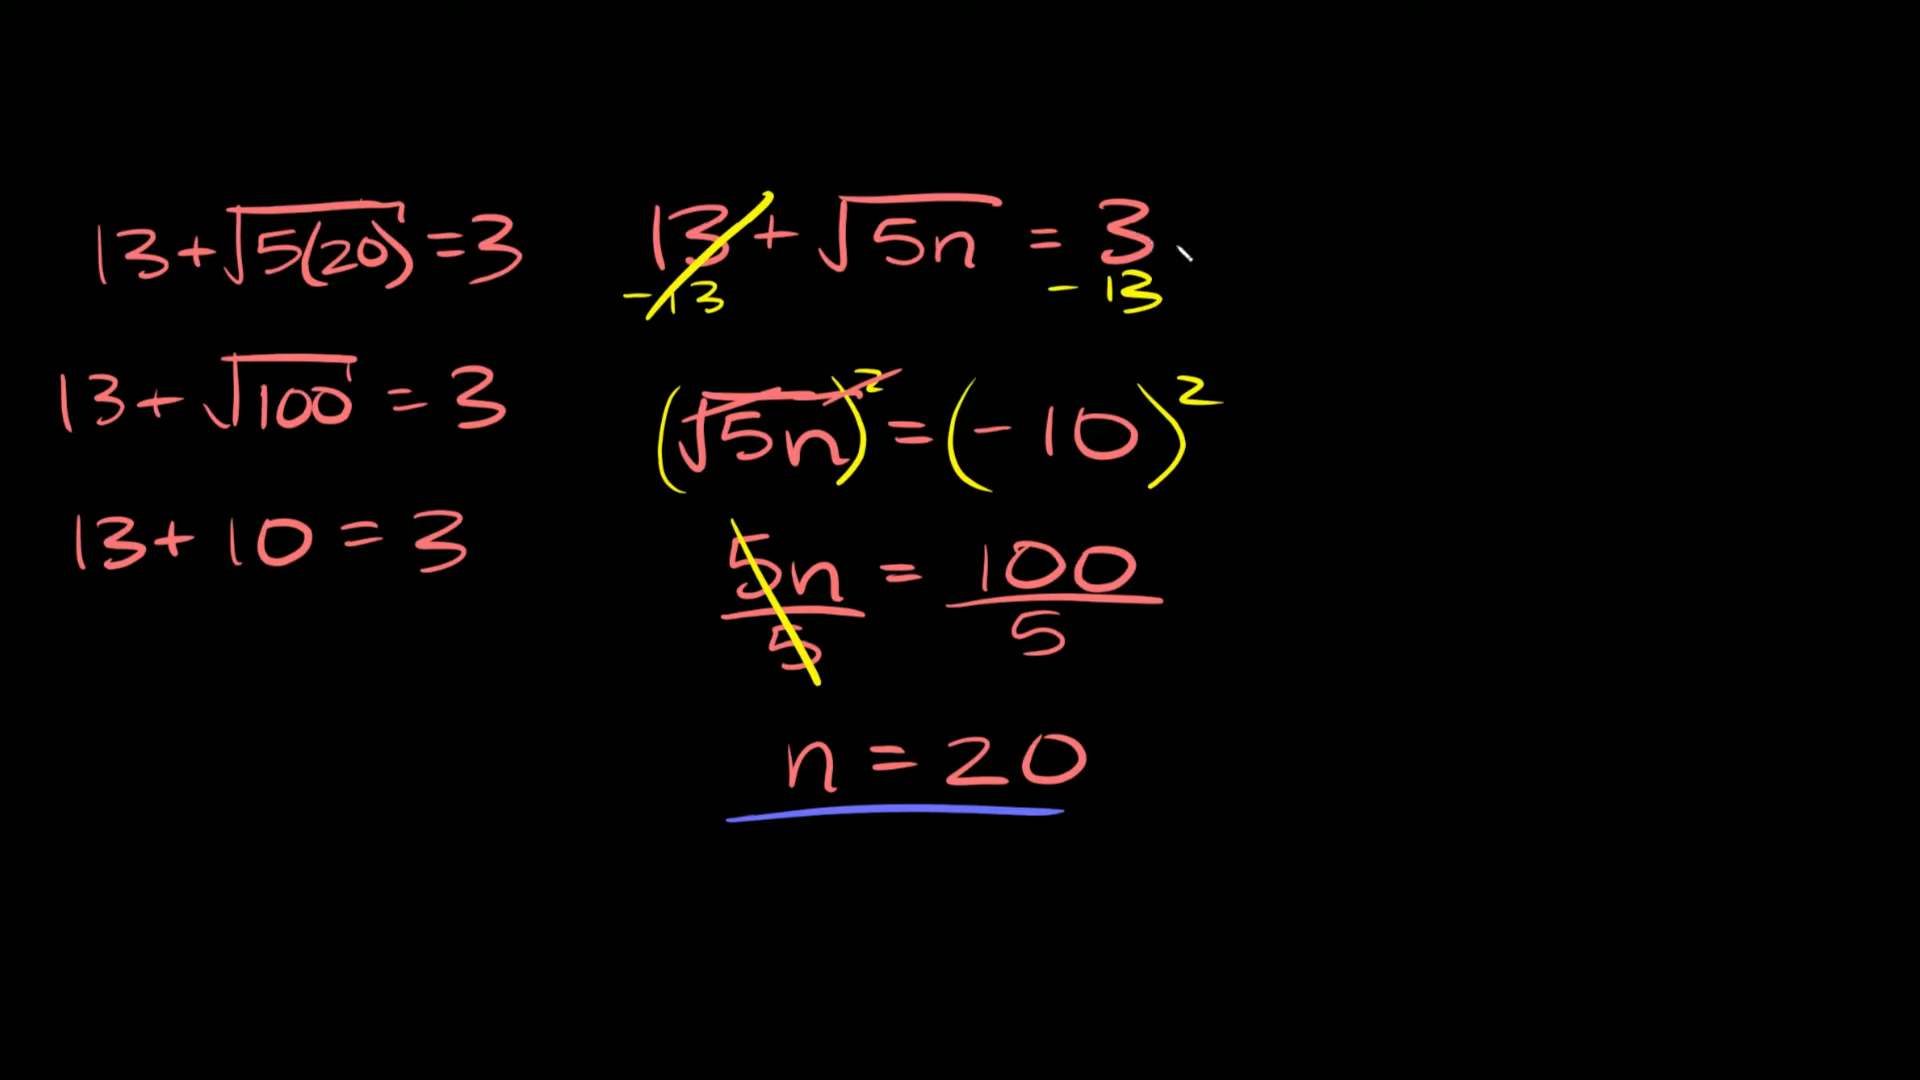 13+√5(20)=3
13+√100=3
13+10=3
13+√5n=3
-13 -13
(√5n)²=(-10)²
5n=100
5 5
n=20